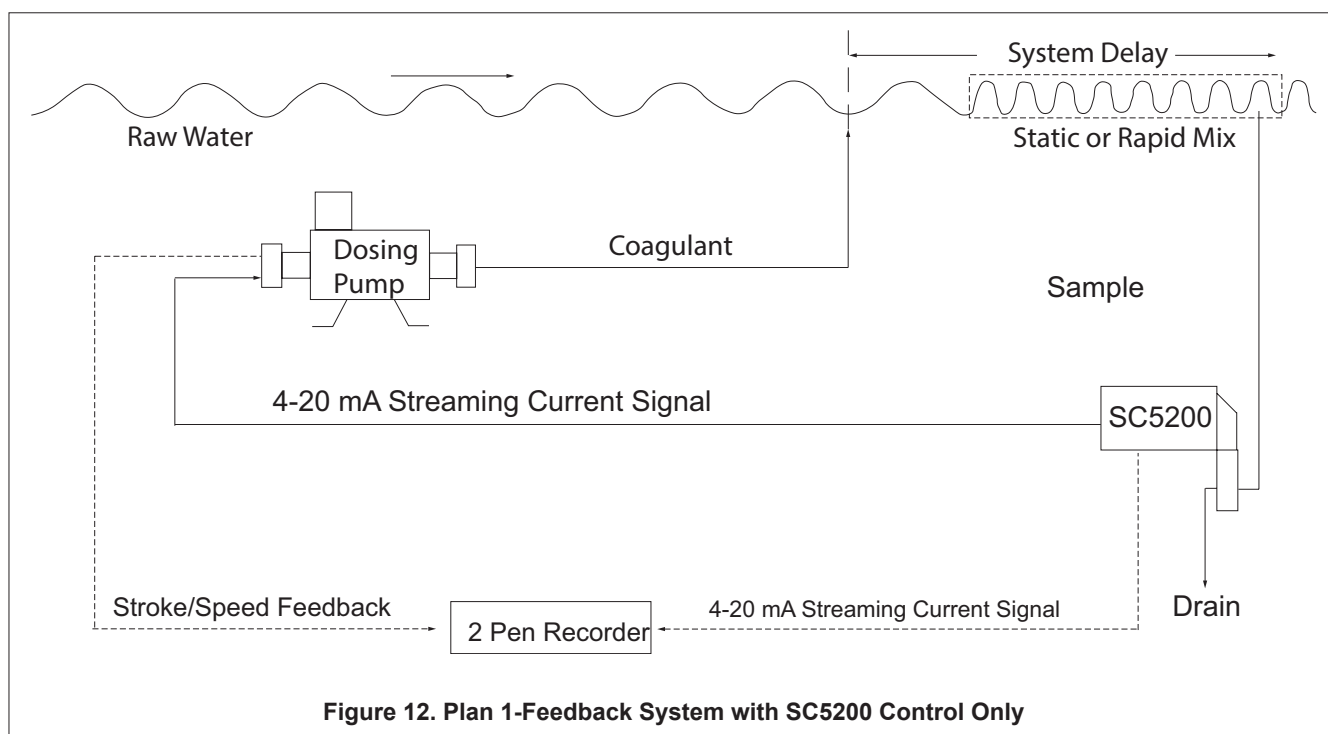 System Delay
Raw Water
Static or Rapid Mix
Dosing
Pump
Coagulant
Sample
4-20 mA Streaming Current Signal
SC5200
Stroke/Speed Feedback
4-20 mA Streaming Current Signal
Drain
2 Pen Recorder
Figure 12. Plan 1-Feedback System with SC5200 Control Only